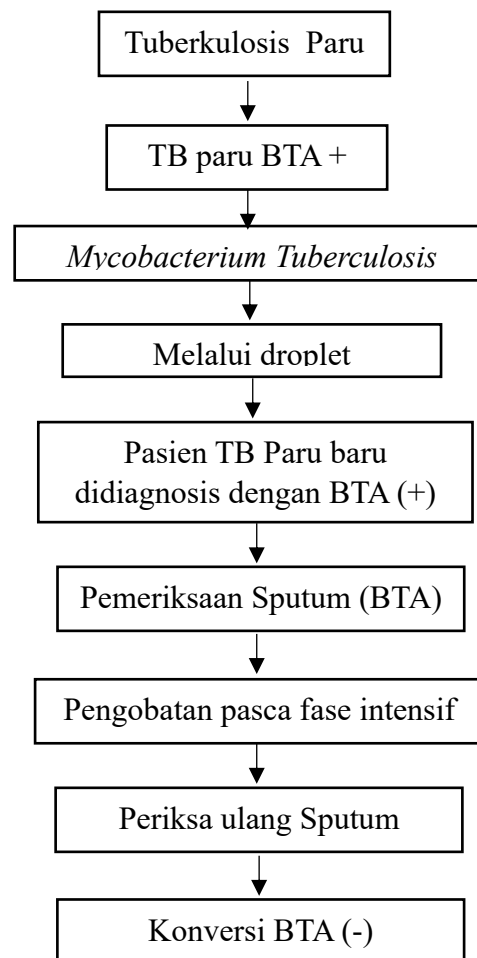 Tuberkulosis Paru
TB paru BTA +
Mycobacterium Tuberculosis
Melalui droplet
Pasien TB Paru baru
didiagnosis dengan BTA (+)
Pemeriksaan Sputum (BTA)
Pengobatan pasca fase intensif
Periksa ulang Sputum
Konversi BTA (-)